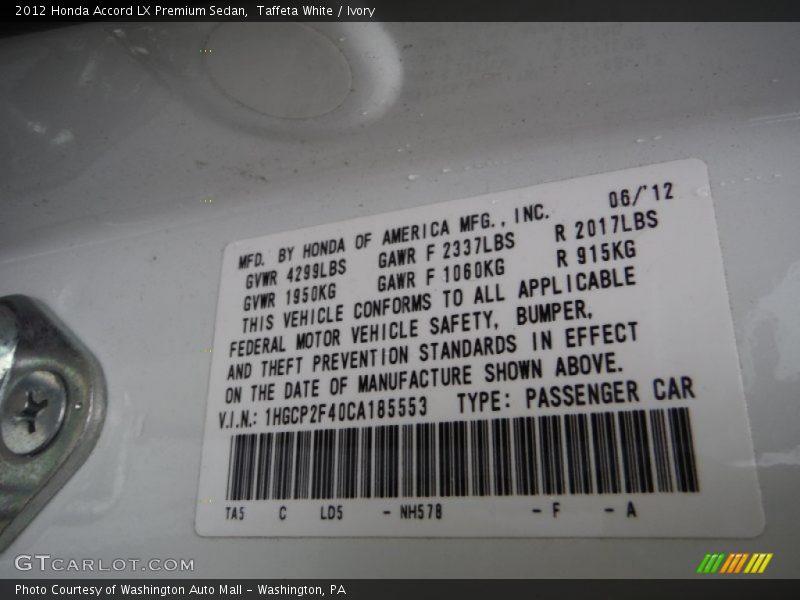 2012 Honda Accord LX Premium Sedan, Taffeta White / Ivory
06/'12
MFD. BY HONDA OF AMERICA MFG., INC.
GVWR 4299LBS GAWR F 2337LBS R 2017LBS
GVWR 1950KG GAWR F 1060KG R 915KG
THIS VEHICLE CONFORMS TO ALL APPLICABLE
FEDERAL MOTOR VEHICLE SAFETY, BUMPER,
AND THEFT PREVENTION STANDARDS IN EFFECT
ON THE DATE OF MANUFACTURE SHOWN ABOVE.
V.I.N.: 1HGCP2F40CA185553 TYPE: PASSENGER CAR
TA5 C LD5 - NH578 - F - A
GTCARLOT.COM
Photo Courtesy of Washington Auto Mall - Washington, PA